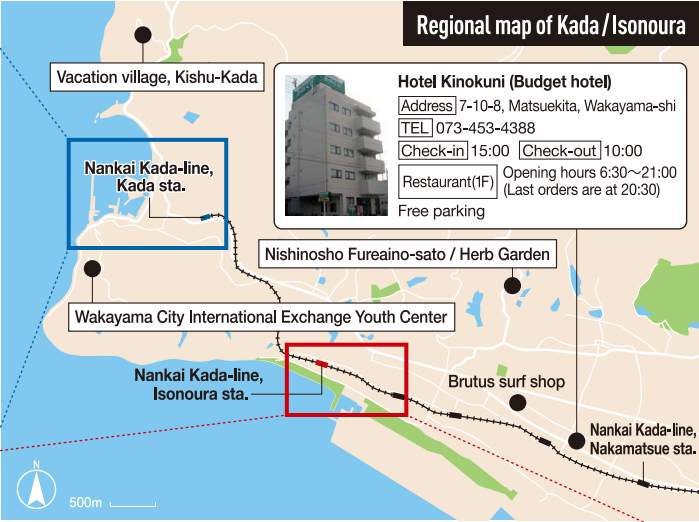 Regional map of Kada/Isonoura
Vacation village, Kishu-Kada
Hotel Kinokuni (Budget hotel)
Address 7-10-8, Matsuekita, Wakayama-shi
TEL 073-453-4388
Check-in 15:00 Check-out 10:00
Restaurant(1F) Opening hours 6:30～21:00
(Last orders are at 20:30)
Free parking
Nankai Kada-line,
Kada sta.
Nishinosho Fureaino-sato / Herb Garden
Wakayama City International Exchange Youth Center
Nankai Kada-line,
Isonoura sta.
Brutus surf shop
Nankai Kada-line,
Nakamatsue sta.
N
500m